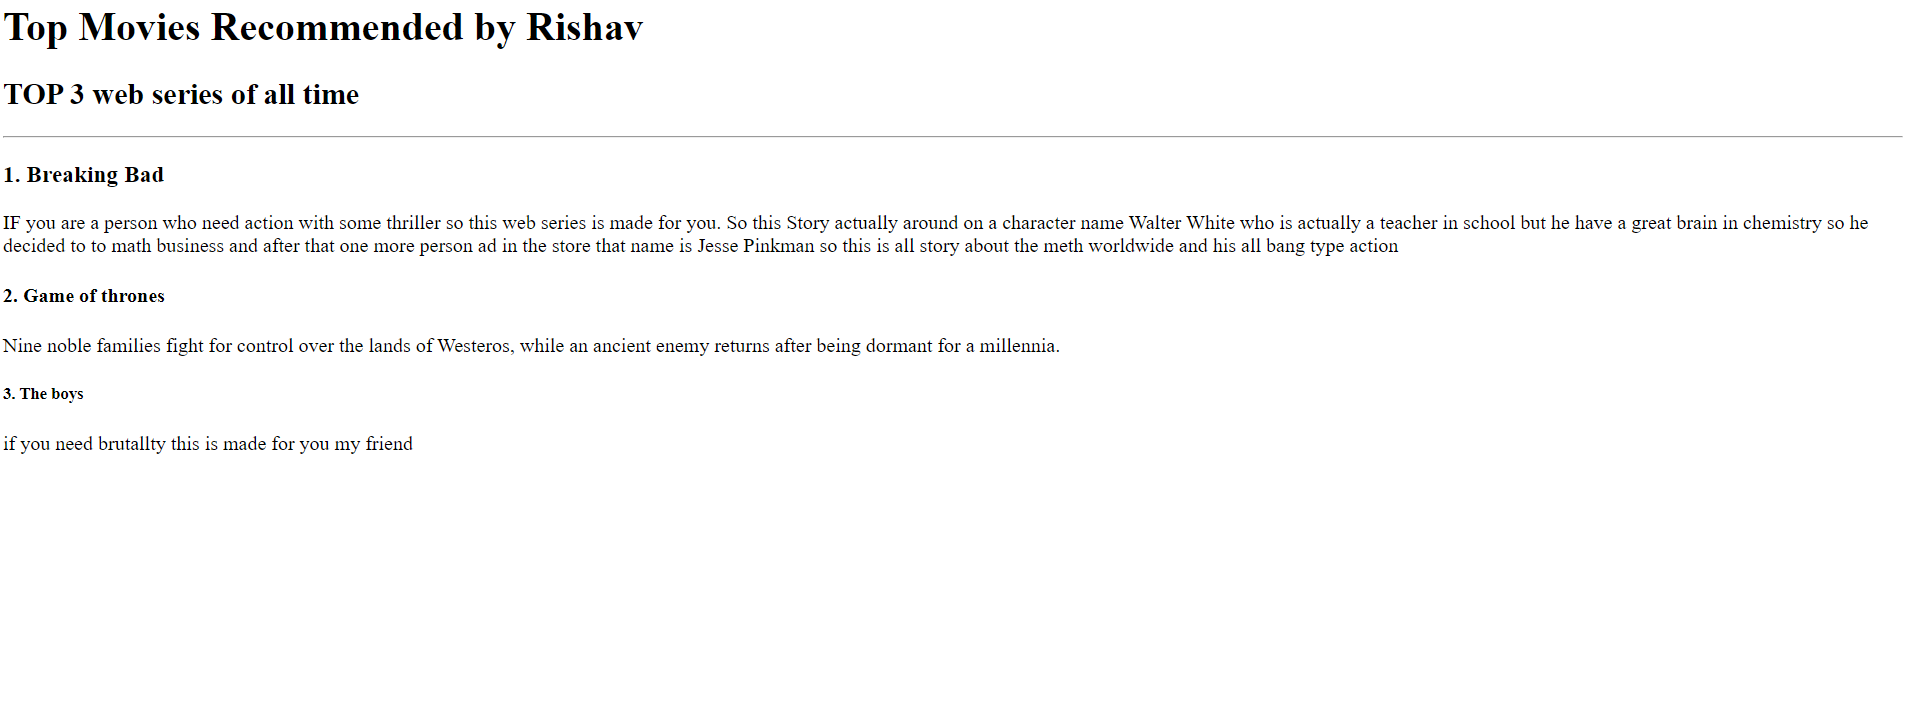 Top Movies Recommended by Rishav
TOP 3 web series of all time
1. Breaking Bad
IF you are a person who need action with some thriller so this web series is made for you. So this Story actually around on a character name Walter White who is actually a teacher in school but he have a great brain in chemistry so he
decided to to math business and after that one more person ad in the store that name is Jesse Pinkman so this is all story about the meth worldwide and his all bang type action
2. Game of thrones
Nine noble families fight for control over the lands of Westeros, while an ancient enemy returns after being dormant for a millennia.
3. The boys
if you need brutallty this is made for you my friend